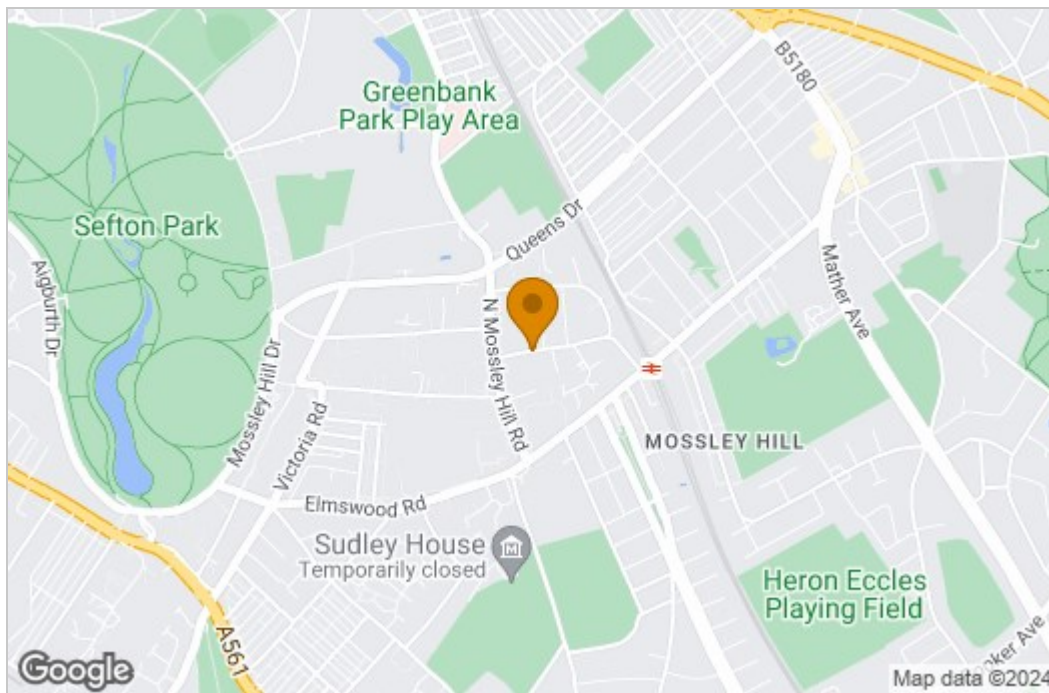 B5180
Greenbank
Park Play Area
Sefton Park
Queens Dr
Aigburth Dr
Mather Ave
N Mossley Hill Rd
Mossley Hill Dr
Victoria Rd
MOSSLEY HILL
Elmswood Rd
Sudley House
Temporarily closed
Heron Eccles
Playing Field
A561
Google
Map data ©2024